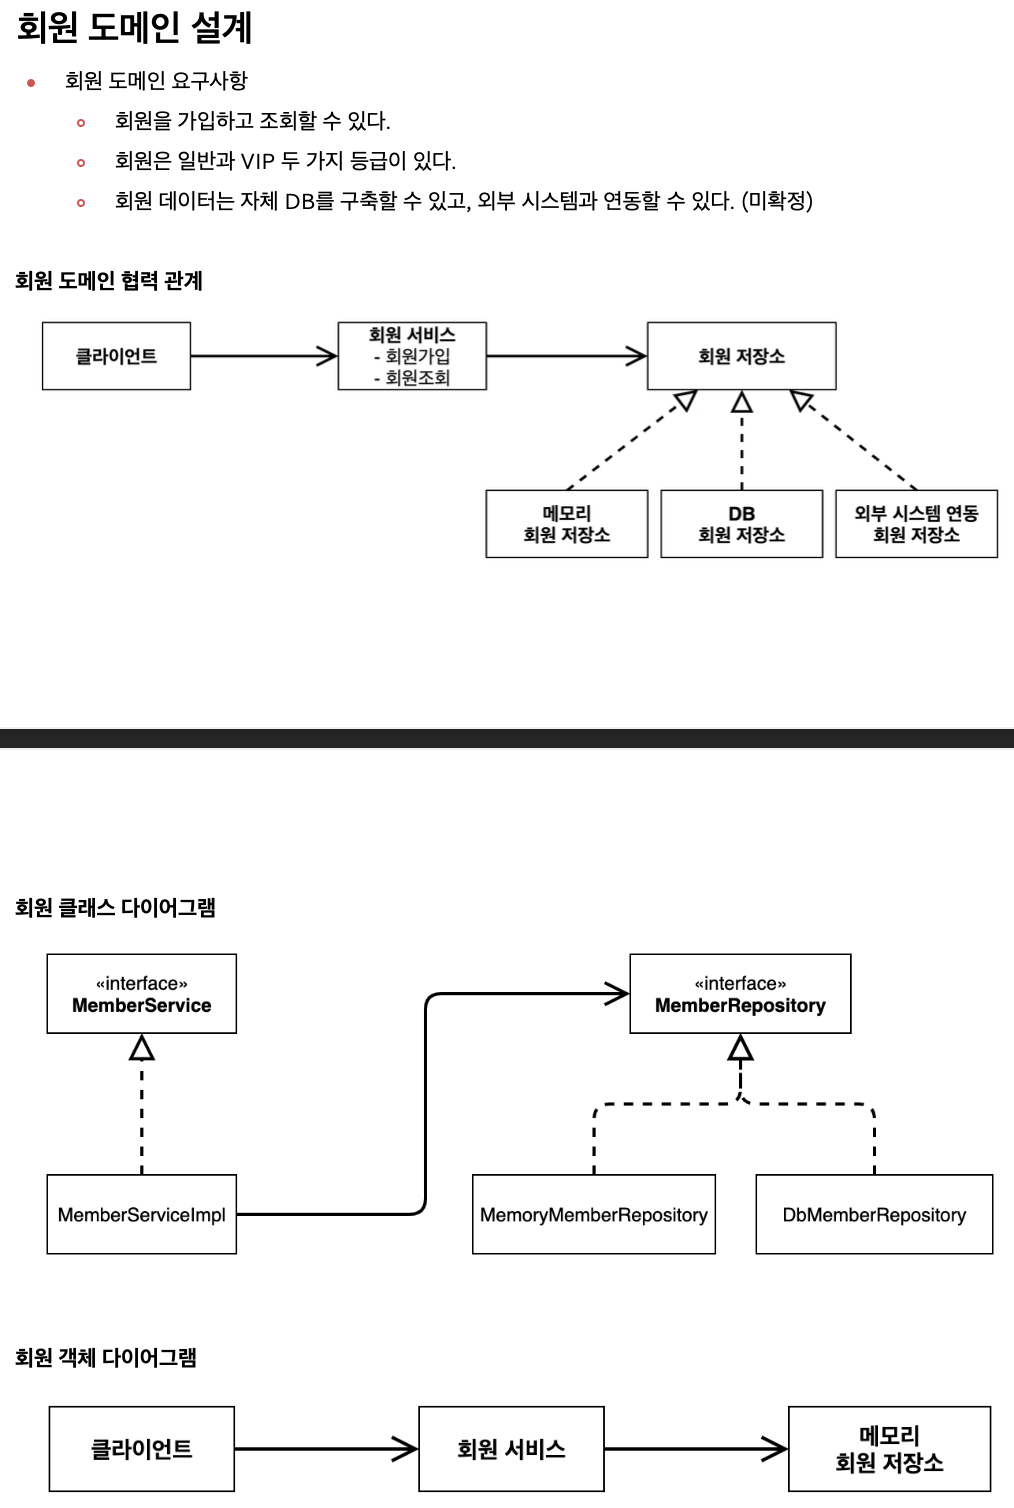 회원 도메인 설계
회원 도메인 요구사항
회원을 가입하고 조회할 수 있다.
회원은 일반과 VIP 두 가지 등급이 있다.
회원 데이터는 자체 DB를 구축할 수 있고, 외부 시스템과 연동할 수 있다. (미확정)
회원 도메인 협력 관계
클라이언트
회원 서비스
- 회원가입
- 회원조회
회원 저장소
메모리
회원 저장소
DB
회원 저장소
외부 시스템 연동
회원 저장소
회원 클래스 다이어그램
«interface»
MemberService
«interface»
MemberRepository
MemberServiceImpl
MemoryMemberRepository
DbMemberRepository
회원 객체 다이어그램
클라이언트
회원 서비스
메모리
회원 저장소